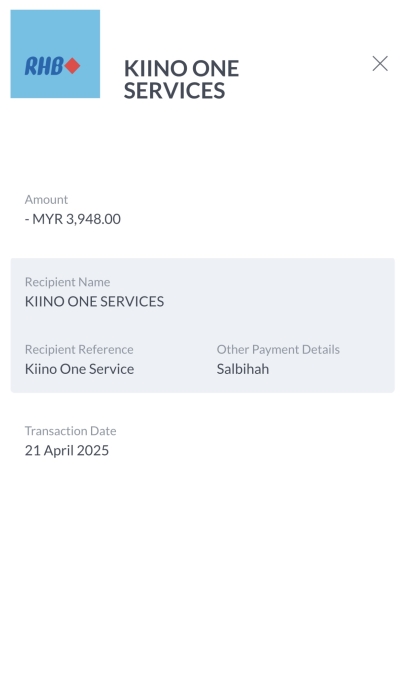 RHB
KIINO ONE
SERVICES
Amount
- MYR 3,948.00
Recipient Name
KIINO ONE SERVICES
Recipient Reference
Other Payment Details
Kiino One Service
Salbihah
Transaction Date
21 April 2025